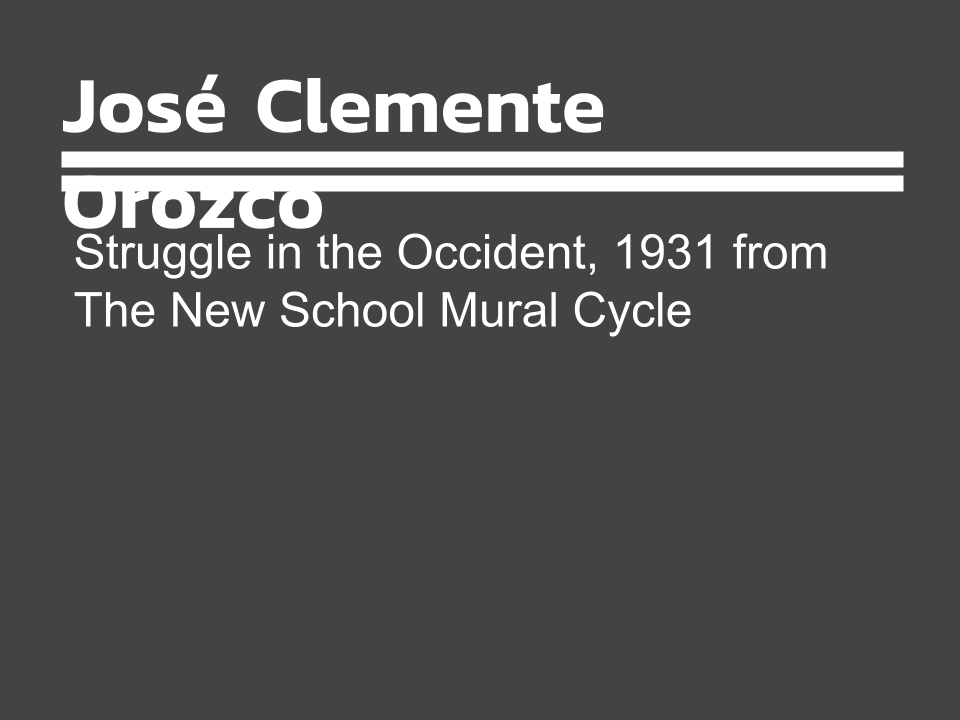 José Clemente
Orozco
Struggle in the Occident, 1931 from
The New School Mural Cycle